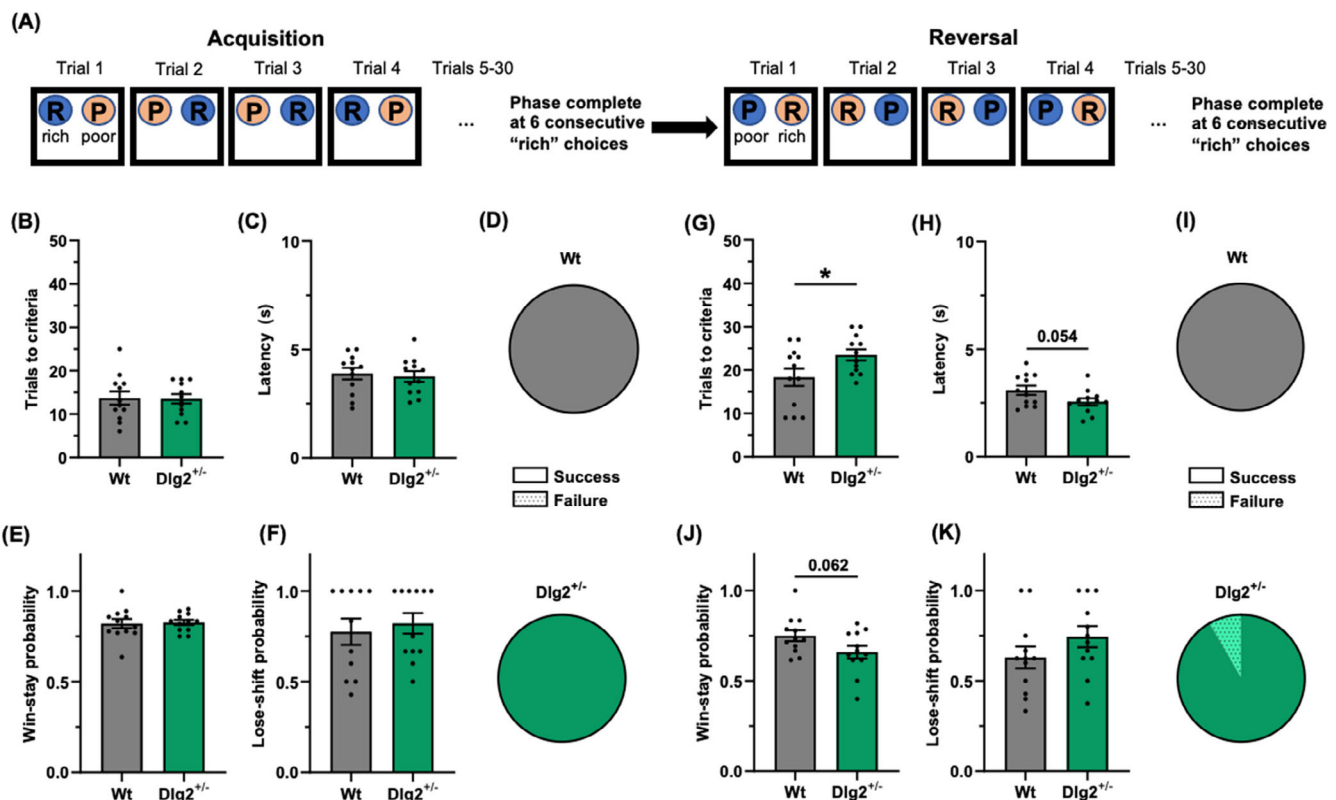 (A)
Acquisition
Reversal
Trial 1 Trial 2 Trial 3 Trial 4 Trials 5-30
R P P R P R R P
rich poor
...
Phase complete
at 6 consecutive
“rich” choices
Trial 1 Trial 2 Trial 3 Trial 4 Trials 5-30
P R R P R P P R
poor rich
...
Phase complete
at 6 consecutive
“rich” choices
(B)
Trials to criteria
50
40
30
20
10
0
Wt Dlg2+/-
(C)
Latency (s)
10
5
0
Wt Dlg2+/-
(D)
Wt
Success
Failure
Dlg2+/-
(E)
Win-stay probability
1.0
0.5
0.0
Wt Dlg2+/-
(F)
Lose-shift probability
1.0
0.5
0.0
Wt Dlg2+/-
(G)
Trials to criteria
50
40
30
20
10
0
*
Wt Dlg2+/-
(H)
Latency (s)
10
5
0
0.054
Wt Dlg2+/-
(I)
Wt
Success
Failure
Dlg2+/-
(J)
Win-stay probability
1.0
0.5
0.0
0.062
Wt Dlg2+/-
(K)
Lose-shift probability
1.0
0.5
0.0
Wt Dlg2+/-